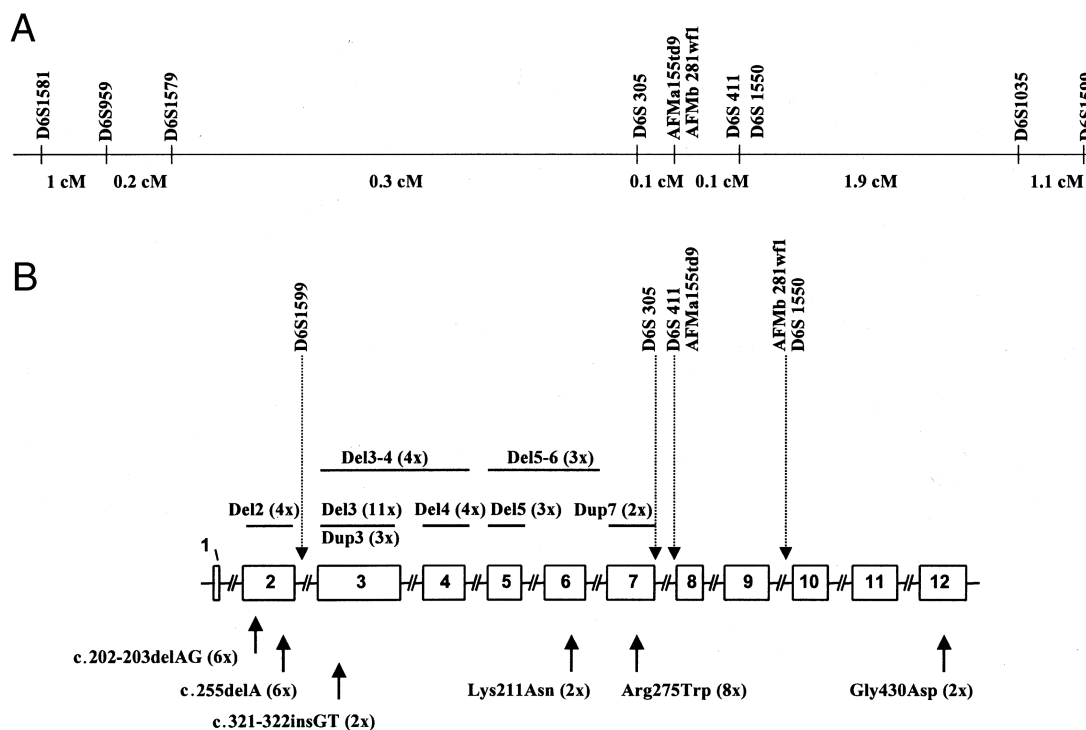 A
D6S1581
D6S959
D6S1579
D6S 305
AFMa155td9
AFMb 281wf1
D6S 411
D6S 1550
D6S1035
D6S1599
1 cM
0.2 cM
0.3 cM
0.1 cM
0.1 cM
1.9 cM
1.1 cM
B
D6S1599
D6S 305
D6S 411
AFMa155td9
AFMb 281wf1
D6S 1550
Del3-4 (4x)
Del5-6 (3x)
Del2 (4x)
Del3 (11x)
Del4 (4x)
Del5 (3x)
Dup7 (2x)
Dup3 (3x)
1
2
3
4
5
6
7
8
9
10
11
12
c.202-203delAG (6x)
c.255delA (6x)
c.321-322insGT (2x)
Lys211Asn (2x)
Arg275Trp (8x)
Gly430Asp (2x)